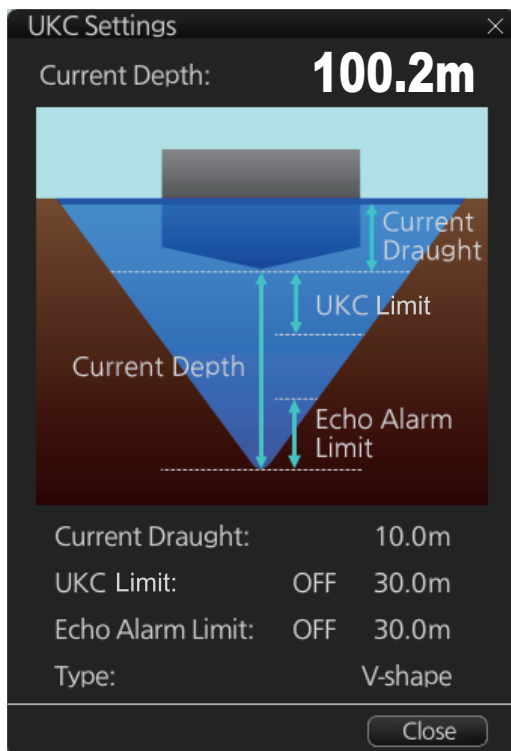 UKC Settings
Current Depth: 100.2m
Current
Draught
UKC Limit
Current Depth
Echo Alarm
Limit
Current Draught: 10.0m
UKC Limit: OFF 30.0m
Echo Alarm Limit: OFF 30.0m
Type: V-shape
Close